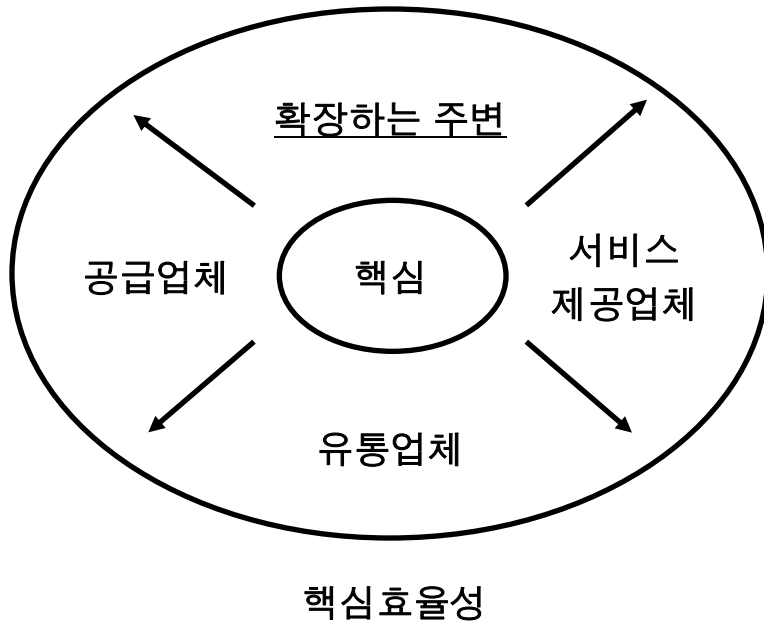 확장하는 주변
공급업체
핵심
서비스
제공업체
유통업체
핵심효율성